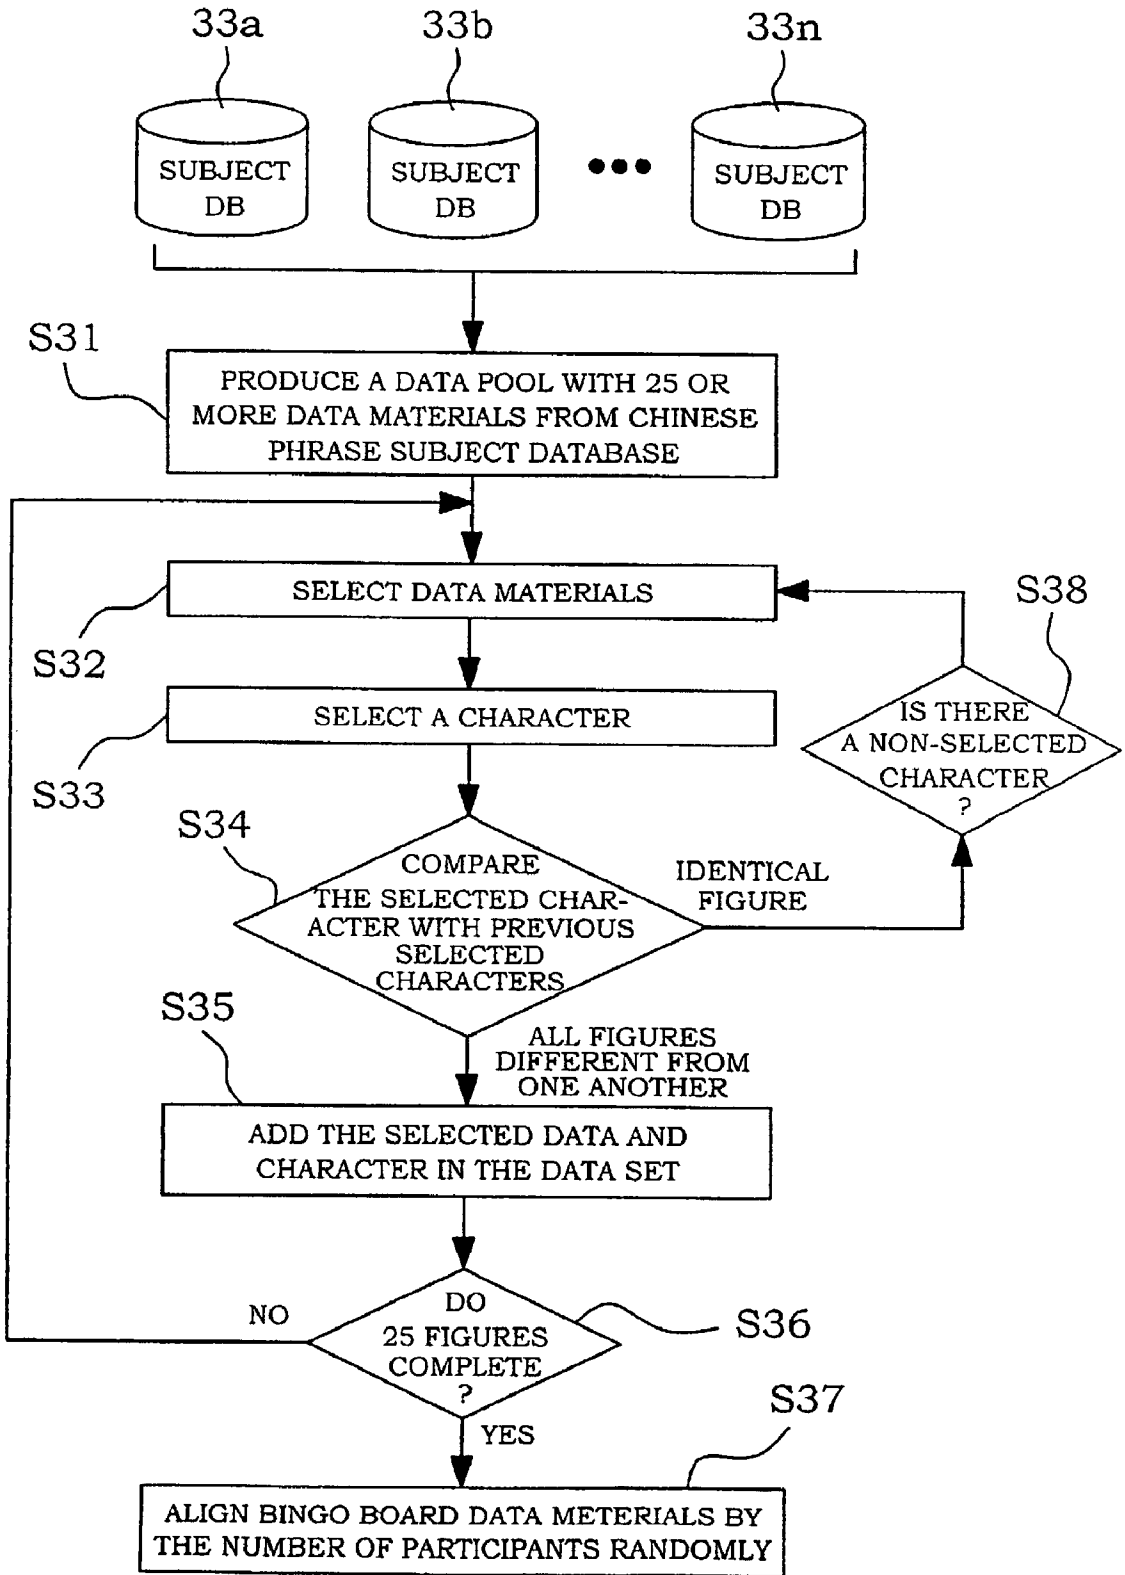 33a
33b
33n
SUBJECT
DB
SUBJECT
DB
SUBJECT
DB
S31
PRODUCE A DATA POOL WITH 25 OR
MORE DATA MATERIALS FROM CHINESE
PHRASE SUBJECT DATABASE
SELECT DATA MATERIALS
S32
S38
SELECT A CHARACTER
S33
IS THERE
A NON-SELECTED
CHARACTER
?
S34
COMPARE
THE SELECTED CHAR-
ACTER WITH PREVIOUS
SELECTED
CHARACTERS
IDENTICAL
FIGURE
S35
ALL FIGURES
DIFFERENT FROM
ONE ANOTHER
ADD THE SELECTED DATA AND
CHARACTER IN THE DATA SET
NO
DO
25 FIGURES
COMPLETE
?
S36
YES
S37
ALIGN BINGO BOARD DATA METERIALS BY
THE NUMBER OF PARTICIPANTS RANDOMLY